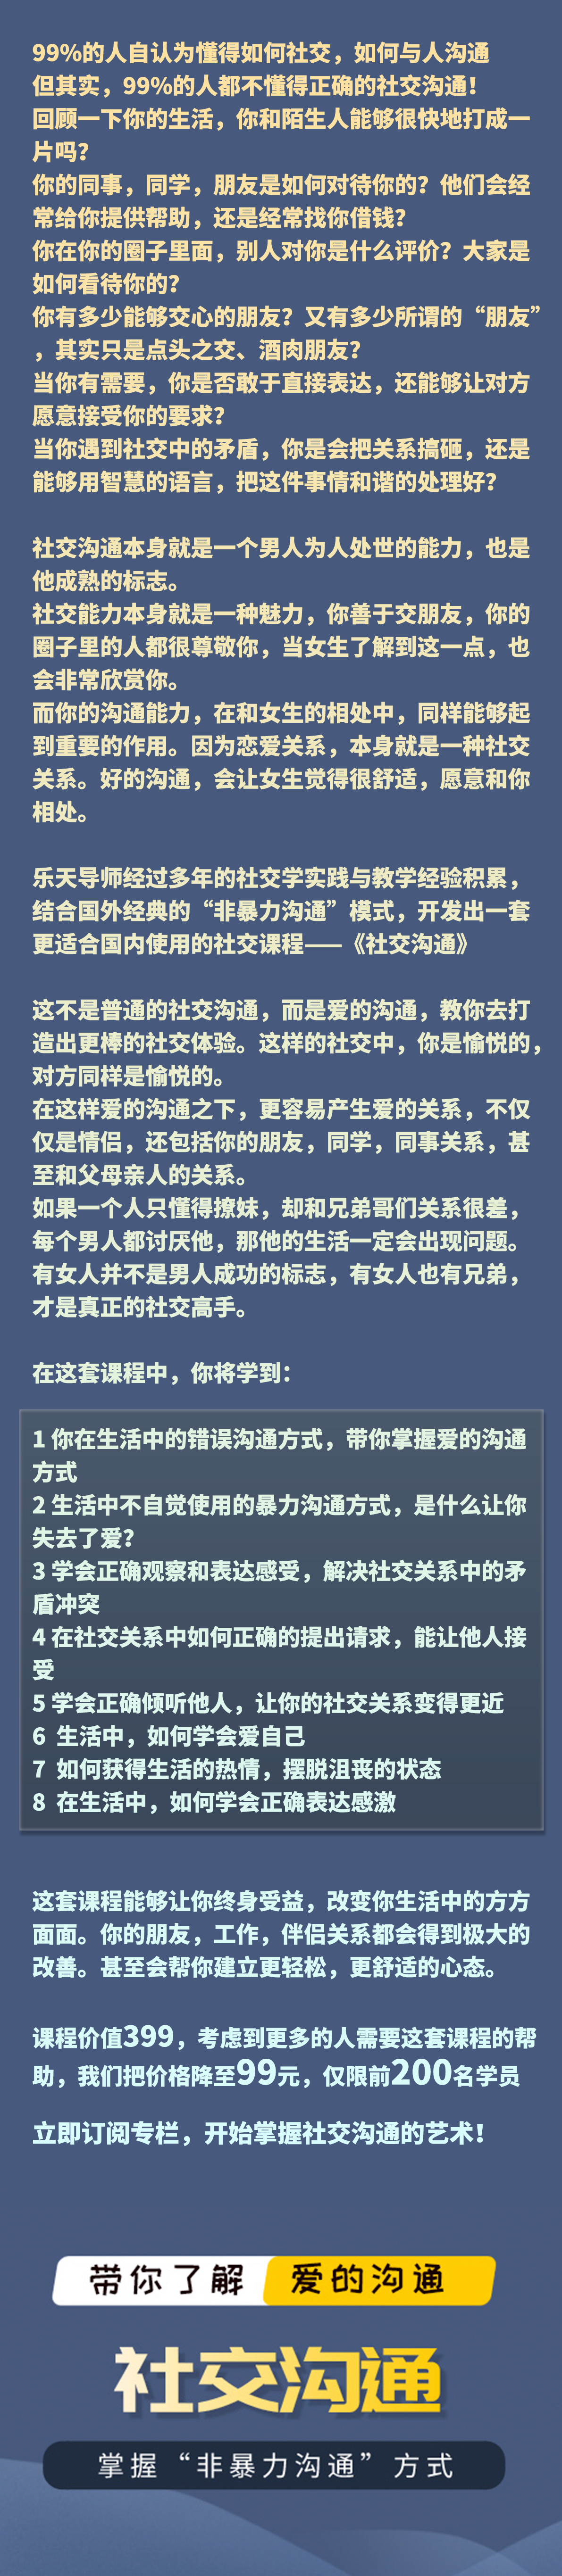 99%的人自认为懂得如何社交，如何与人沟通
但其实，99%的人都不懂得正确的社交沟通！
回顾一下你的生活，你和陌生人能够很快地打成一
片吗？
你的同事，同学，朋友是如何对待你的？他们会经
常给你提供帮助，还是经常找你借钱？
你在你的圈子里面，别人对你是什么评价？大家是
如何看待你的？
你有多少能够交心的朋友？又有多少所谓的“朋友”
，其实只是点头之交、酒肉朋友？
当你有需要，你是否敢于直接表达，还能够让对方
愿意接受你的要求？
当你遇到社交中的矛盾，你是会把关系搞砸，还是
能够用智慧的语言，把这件事情和谐的处理好？
社交沟通本身就是一个男人为人处世的能力，也是
他成熟的标志。
社交能力本身就是一种魅力，你善于交朋友，你的
圈子里的人都很尊敬你，当女生了解到这一点，也
会非常欣赏你。
而你的沟通能力，在和女生的相处中，同样能够起
到重要的作用。因为恋爱关系，本身就是一种社交
关系。好的沟通，会让女生觉得很舒适，愿意和你
相处。
乐天导师经过多年的社交学实践与教学经验积累，
结合国外经典的“非暴力沟通”模式，开发出一套
更适合国内使用的社交课程——《社交沟通》
这不是普通的社交沟通，而是爱的沟通，教你去打
造出更棒的社交体验。这样的社交中，你是愉悦的，
对方同样是愉悦的。
在这样爱的沟通之下，更容易产生爱的关系，不仅
仅是情侣，还包括你的朋友，同学，同事关系，甚
至和父母亲人的关系。
如果一个人只懂得撩妹，却和兄弟哥们关系很差，
每个男人都讨厌他，那他的生活一定会出现问题。
有女人并不是男人成功的标志，有女人也有兄弟，
才是真正的社交高手。
在这套课程中，你将学到：
1 你在生活中的错误沟通方式，带你掌握爱的沟通
方式
2 生活中不自觉使用的暴力沟通方式，是什么让你
失去了爱？
3 学会正确观察和表达感受，解决社交关系中的矛
盾冲突
4 在社交关系中如何正确的提出请求，能让他人接
受
5 学会正确倾听他人，让你的社交关系变得更近
6 生活中，如何学会爱自己
7 如何获得生活的热情，摆脱沮丧的状态
8 在生活中，如何学会正确表达感激
这套课程能够让你终身受益，改变你生活中的方方
面面。你的朋友，工作，伴侣关系都会得到极大的
改善。甚至会帮你建立更轻松，更舒适的心态。
课程价值399，考虑到更多的人需要这套课程的帮
助，我们把价格降至99元，仅限前200名学员
立即订阅专栏，开始掌握社交沟通的艺术！
带你了解 爱的沟通
社交沟通
掌握“非暴力沟通”方式